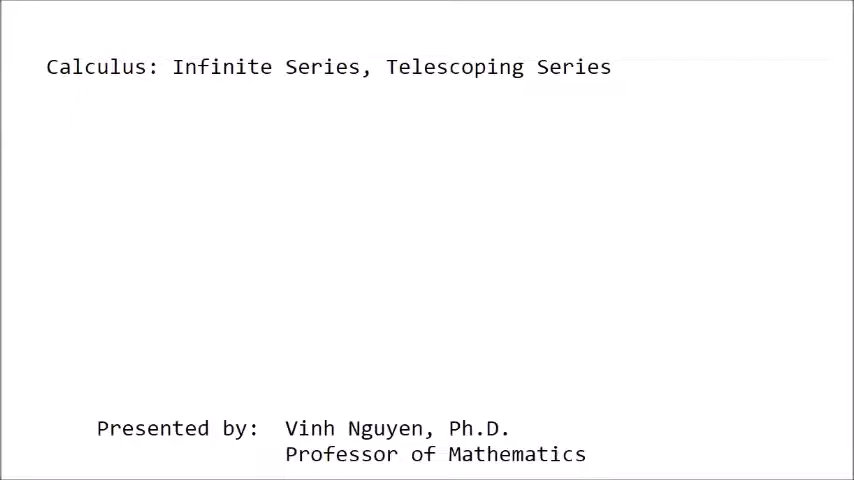 Calculus: Infinite Series, Telescoping Series
Presented by: Vinh Nguyen, Ph.D.
Professor of Mathematics